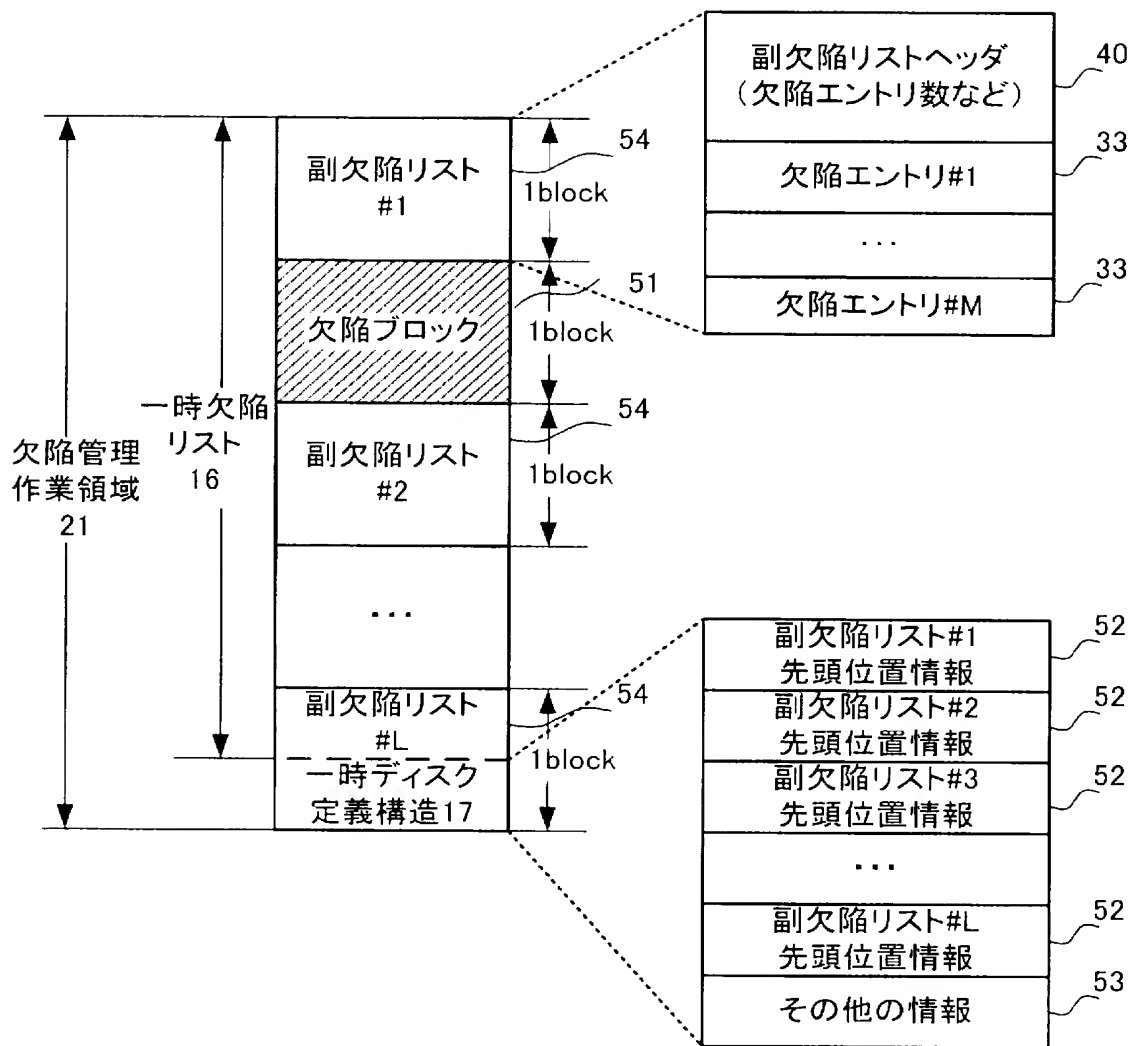 副欠陥リストヘッダ
(欠陥エントリ数など)
40
欠陥エントリ#1
33
...
欠陥エントリ#M
33
副欠陥リスト
#1
1block
54
欠陥ブロック
1block
51
副欠陥リスト
#2
1block
54
...
副欠陥リスト
#L
1block
54
一時ディスク
定義構造17
一時欠陥
リスト
16
欠陥管理
作業領域
21
副欠陥リスト#1
先頭位置情報
52
副欠陥リスト#2
先頭位置情報
52
副欠陥リスト#3
先頭位置情報
52
...
副欠陥リスト#L
先頭位置情報
52
その他の情報
53